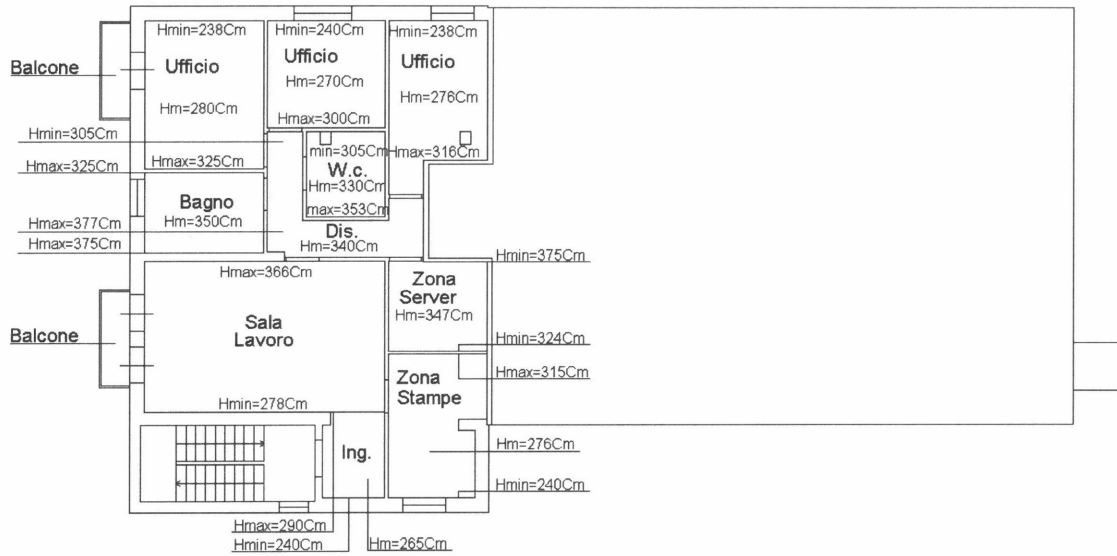 Hmin=238Cm
Hmin=240Cm
Hmin=238Cm
Balcone
Ufficio
Ufficio
Ufficio
Hm=280Cm
Hm=270Cm
Hm=276Cm
Hmax=300Cm
Hmin=305Cm
Hmax=325Cm
Hmax=325Cm
min=305Cm
Hmax=316Cm
W.c.
Hm=330Cm
max=353Cm
Bagno
Hm=350Cm
Hmax=377Cm
Hmax=375Cm
Dis.
Hm=340Cm
Hmin=375Cm
Hmax=366Cm
Zona
Server
Hm=347Cm
Balcone
Sala
Lavoro
Hmin=324Cm
Hmax=315Cm
Zona
Stampe
Hmin=278Cm
Ing.
Hm=276Cm
Hmin=240Cm
Hmax=290Cm
Hmin=240Cm
Hm=265Cm